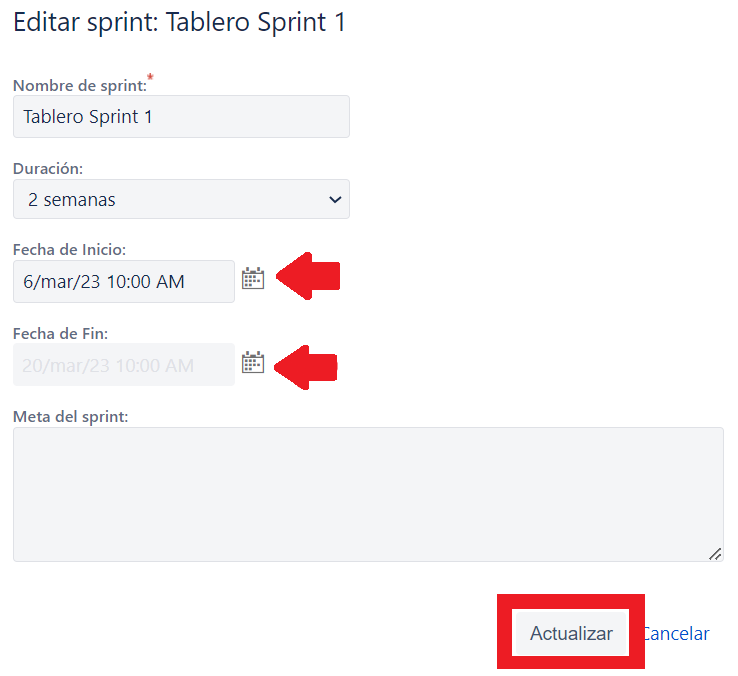 Editar sprint: Tablero Sprint 1
Nombre de sprint:*
Tablero Sprint 1
Duración:
2 semanas
Fecha de Inicio:
6/mar/23 10:00 AM
Fecha de Fin:
20/mar/23 10:00 AM
Meta del sprint:
Actualizar Cancelar